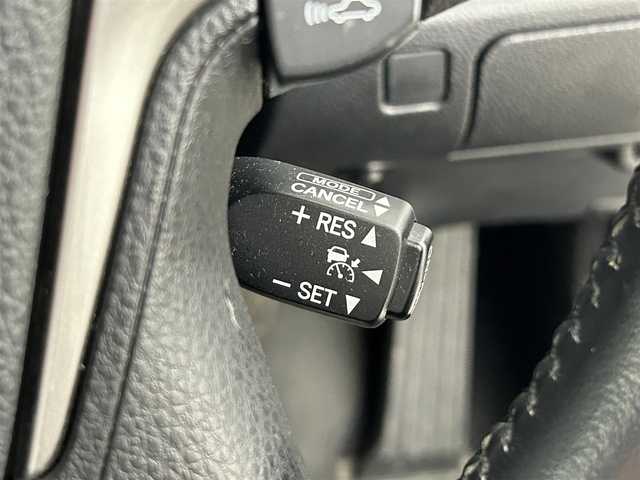 MODE
CANCEL
+ RES
- SET